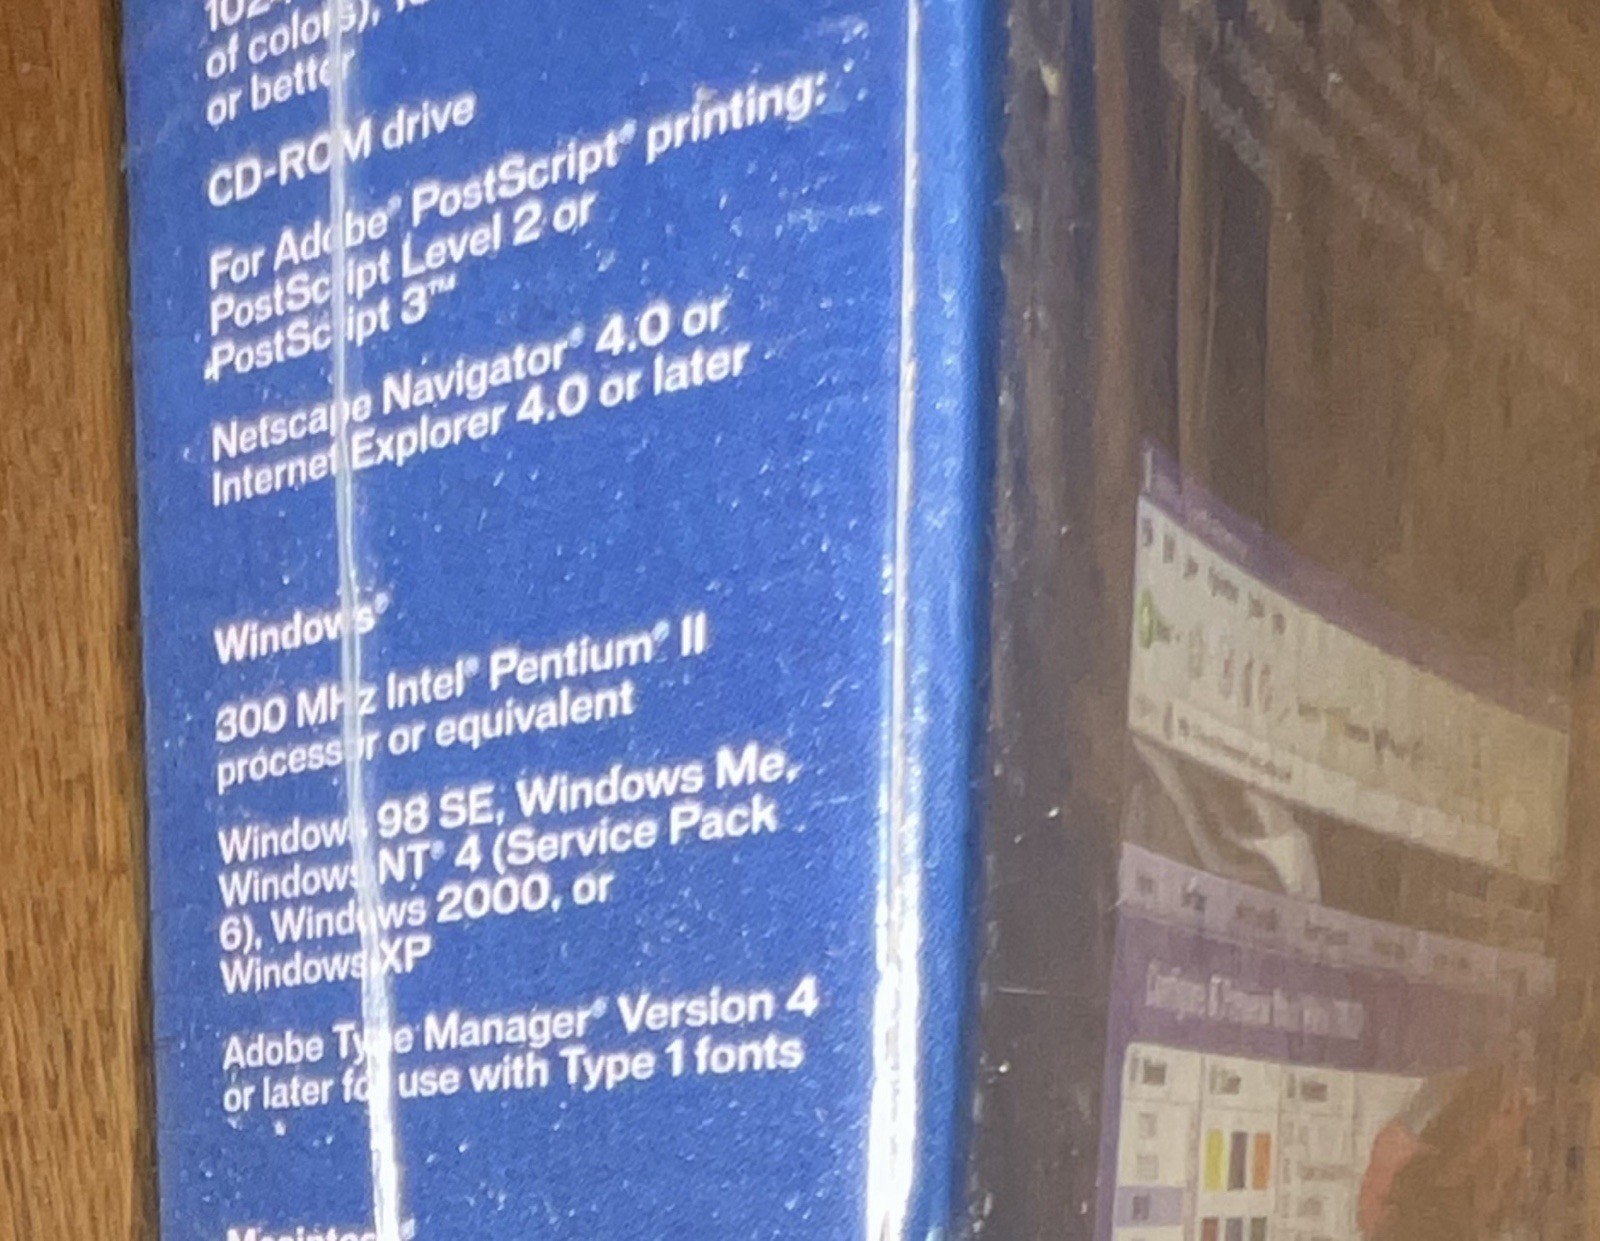 of colors),
or better
CD-ROM drive
For Adobe® PostScript® printing:
PostScript Level 2 or
PostScript 3™
Netscape Navigator® 4.0 or
Internet Explorer 4.0 or later
Windows®
300 MHz Intel® Pentium® II
processor or equivalent
Windows 98 SE, Windows Me,
Windows NT® 4 (Service Pack
6), Windows 2000, or
Windows XP
Adobe Type Manager® Version 4
or later for use with Type 1 fonts